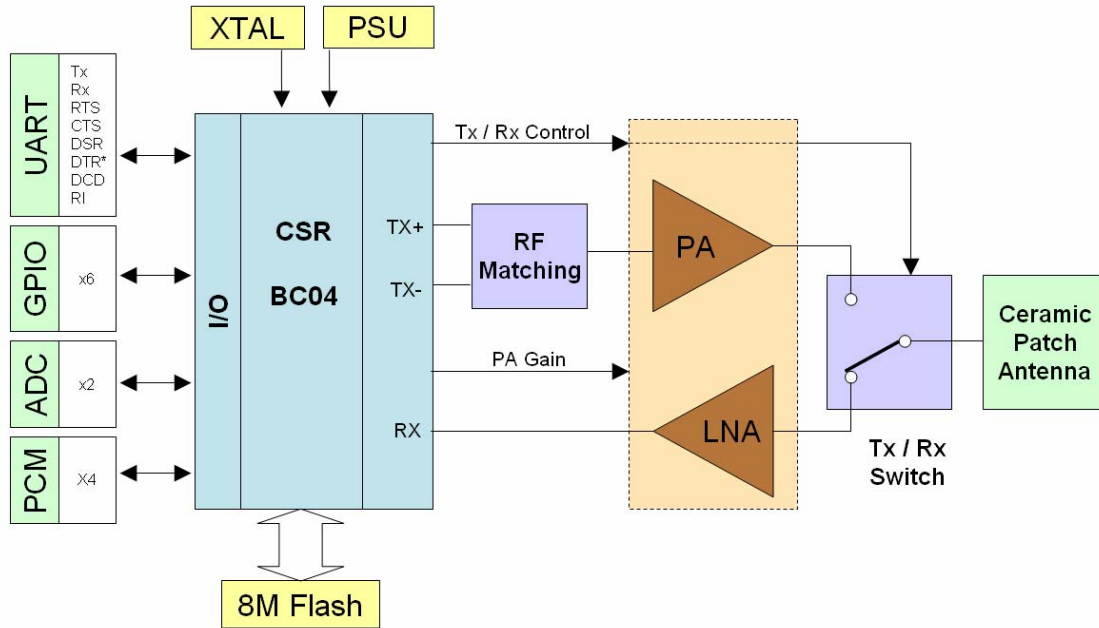 XTAL
PSU
UART
Tx
Rx
RTS
CTS
DSR
DTR*
DCD
RI
GPIO
x6
ADC
x2
PCM
X4
I/O
CSR
BC04
TX+
TX-
RX
Tx / Rx Control
RF
Matching
PA
PA Gain
LNA
Tx / Rx
Switch
Ceramic
Patch
Antenna
8M Flash